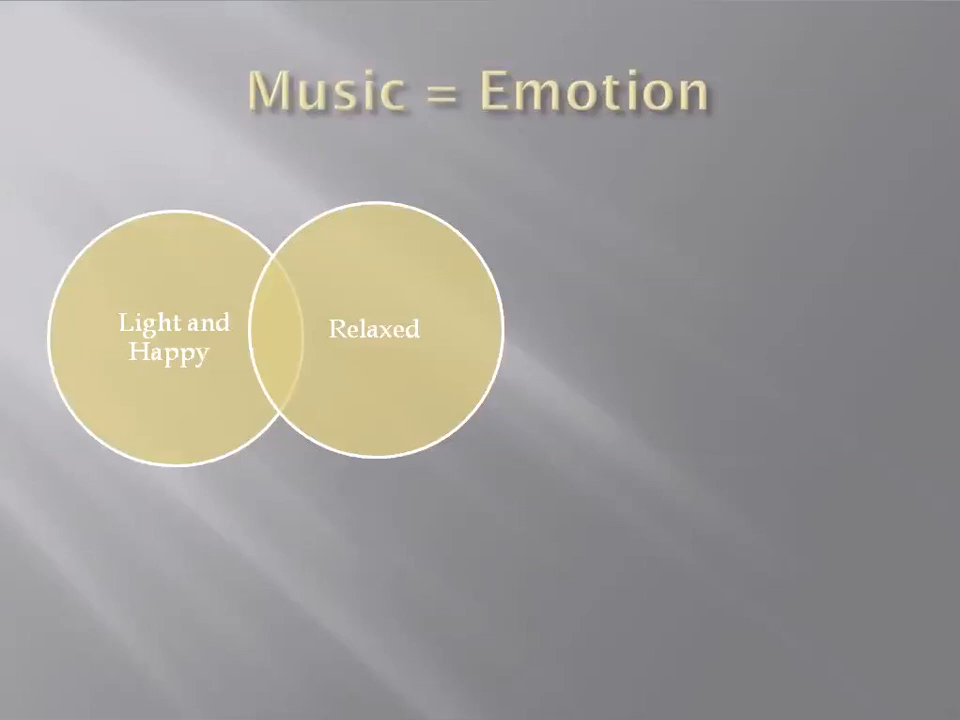 Music = Emotion
Light and
Happy
Relaxed